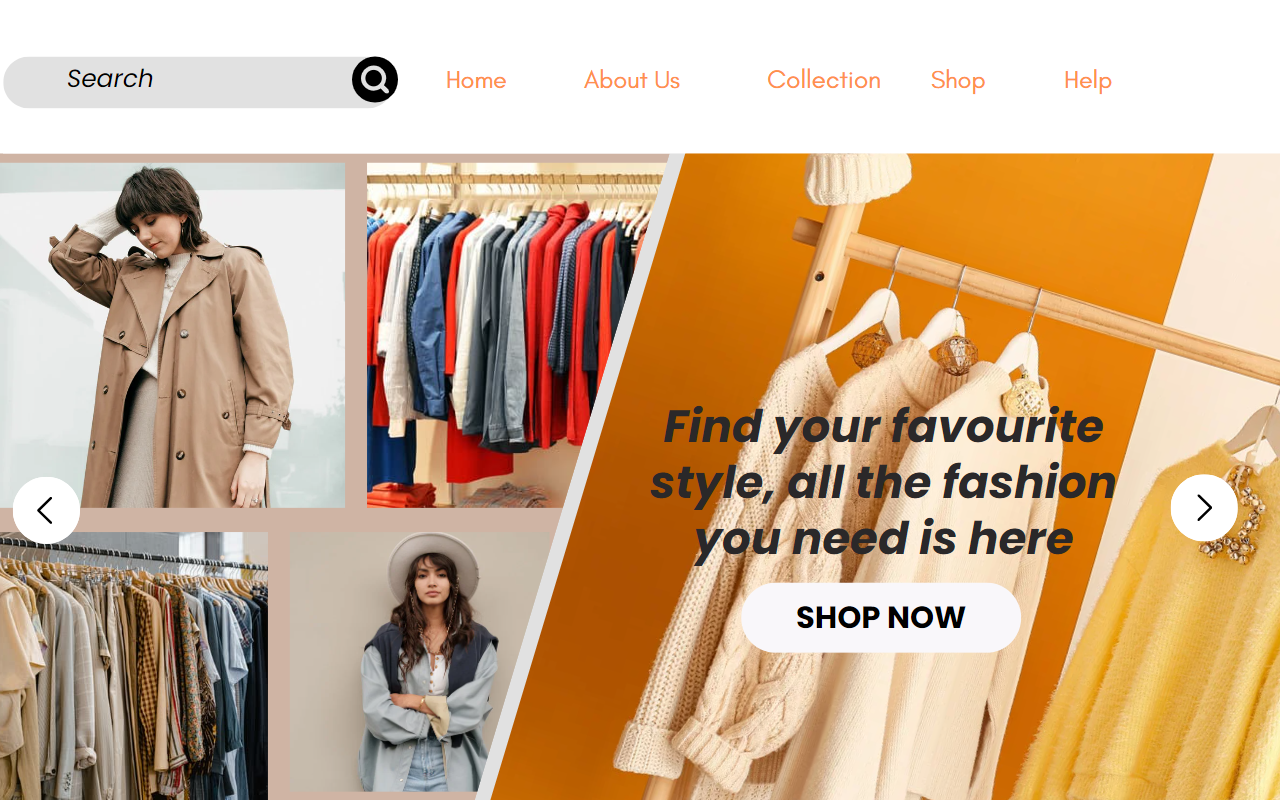 Search
Home
About Us
Collection
Shop
Help
Find your favourite
style, all the fashion
you need is here
SHOP NOW